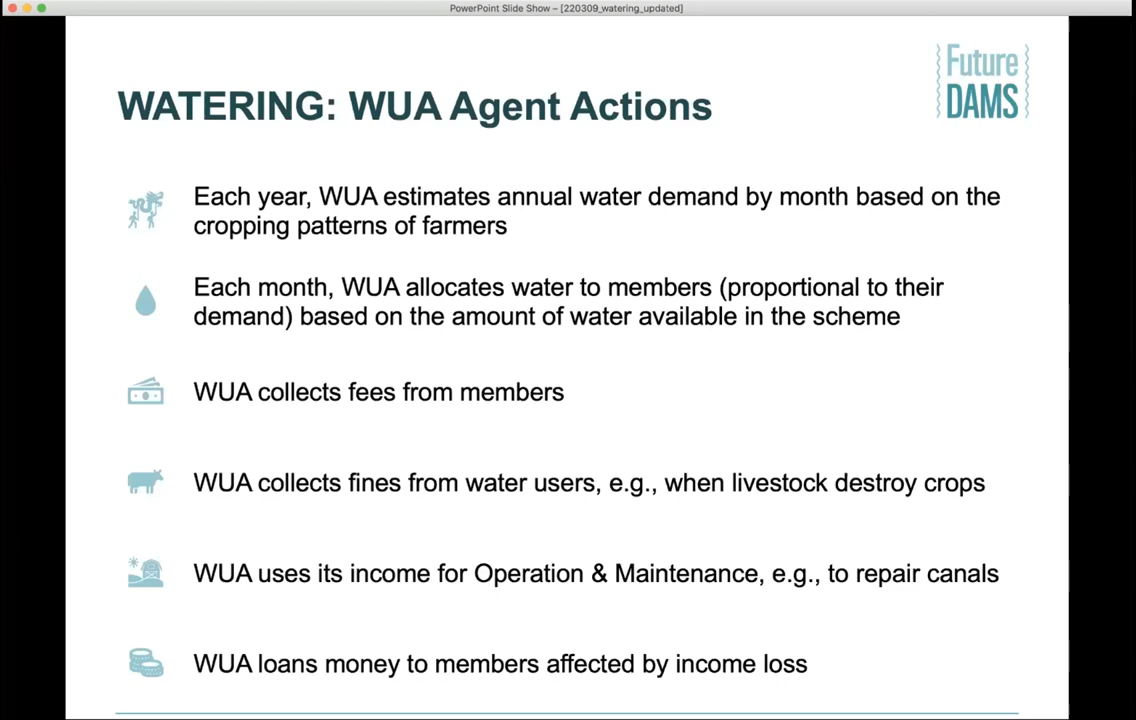 PowerPoint Slide Show – [220309_watering_updated]
Future
DAMS
WATERING: WUA Agent Actions
Each year, WUA estimates annual water demand by month based on the
cropping patterns of farmers
Each month, WUA allocates water to members (proportional to their
demand) based on the amount of water available in the scheme
WUA collects fees from members
WUA collects fines from water users, e.g., when livestock destroy crops
WUA uses its income for Operation & Maintenance, e.g., to repair canals
WUA loans money to members affected by income loss